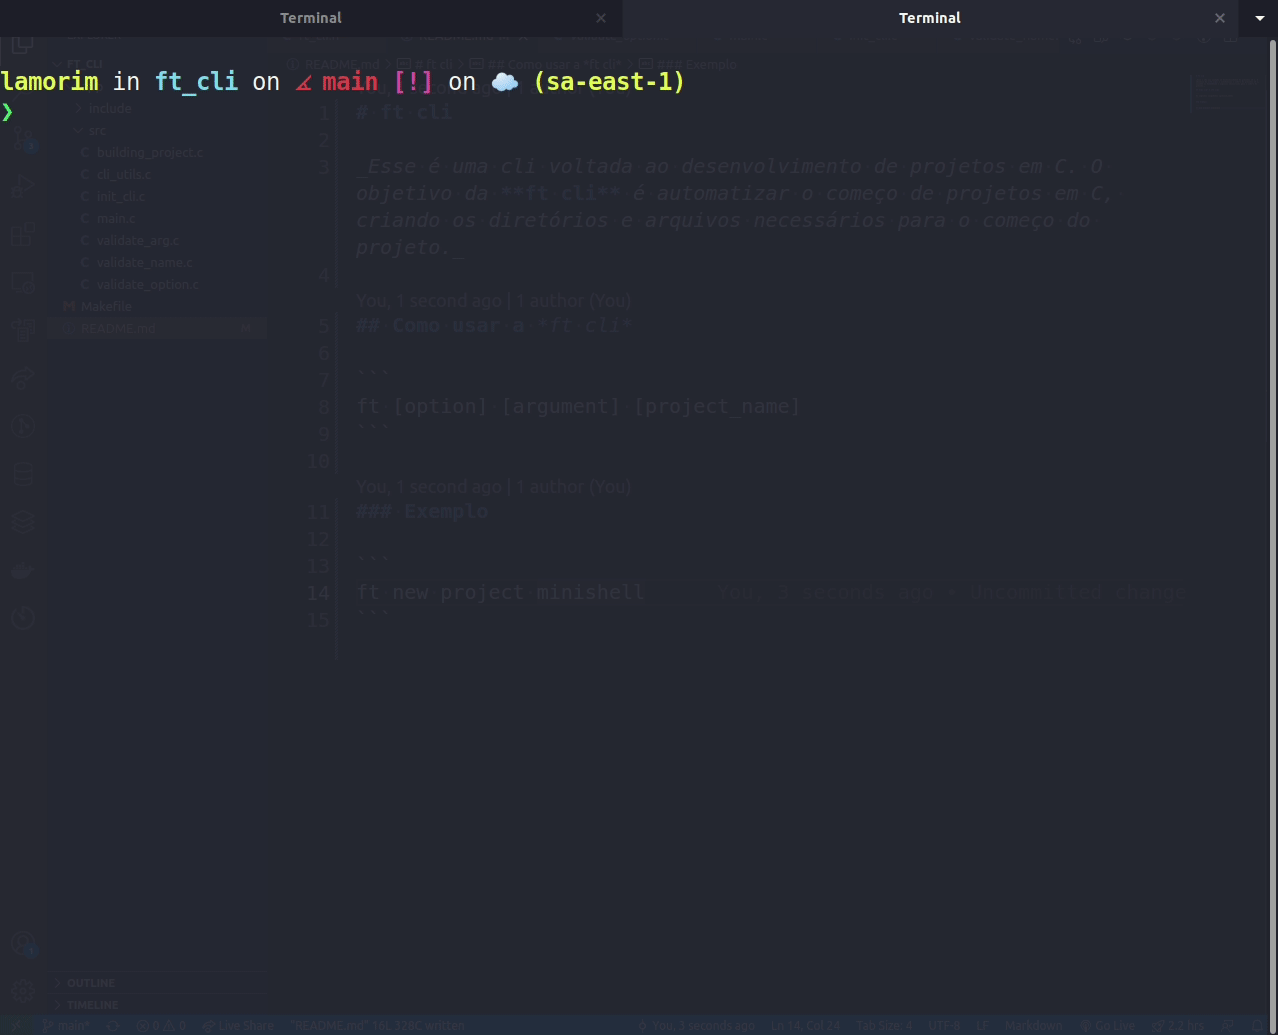 Terminal × Terminal ×
FT_CLI
README.md > # ft cli > ## Como usar a *ft cli* > ### Exemplo
lamorim in ft_cli on main [!] on ☁️ (sa-east-1)
❯
include
src
building_project.c
cli_utils.c
init_cli.c
main.c
validate_arg.c
validate_name.c
validate_option.c
Makefile
README.md M
1 # ft cli
2
3 _Esse é uma cli voltada ao desenvolvimento de projetos em C. O
objetivo da **ft cli** é automatizar o começo de projetos em C,
criando os diretórios e arquivos necessários para o começo do
projeto._
4
You, 1 second ago | 1 author (You)
5 ## Como usar a *ft cli*
6
7 ```
8 ft [option] [argument] [project_name]
9 ```
10
You, 1 second ago | 1 author (You)
11 ### Exemplo
12
13 ```
14 ft new project minishell You, 3 seconds ago • Uncommitted change
15 ```
OUTLINE
TIMELINE
main* 0 0 Live Share "README.md" 16L 328C written You, 3 seconds ago Ln 14, Col 24 Tab Size: 4 UTF-8 LF Markdown Go Live 2.2 hrs